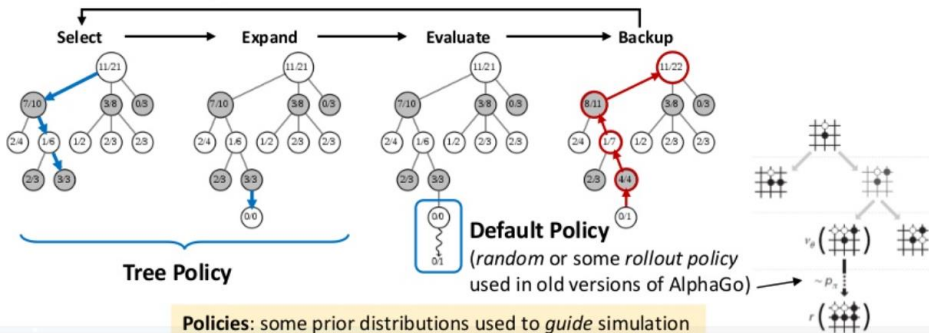 Select Expand Evaluate Backup
11/21 11/21 11/21 11/22
7/10 3/8 0/3 7/10 3/8 0/3 7/10 3/8 0/3 8/11 3/8 0/3
2/4 1/6 1/2 2/3 2/3 2/4 1/6 1/2 2/3 2/3 2/4 1/6 1/2 2/3 2/3 2/4 1/7 1/2 2/3 2/3
2/3 3/3 2/3 3/3 2/3 3/3 2/3 4/4
0/0 0/0 0/1
0/1
Tree Policy
Default Policy
(random or some rollout policy
used in old versions of AlphaGo)
Policies: some prior distributions used to guide simulation
v_θ ( )
~ p_π
r ( )